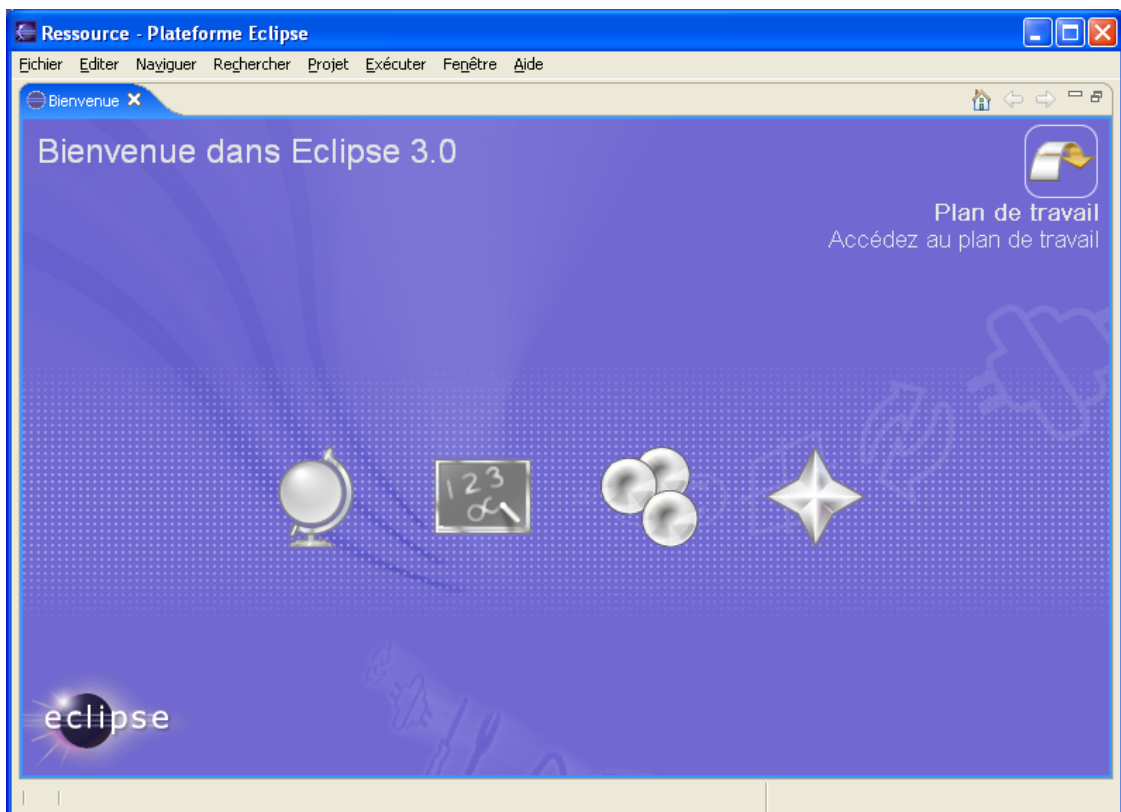 Ressource - Plateforme Eclipse
Fichier Editer Naviguer Rechercher Projet Exécuter Fenêtre Aide
Bienvenue
Bienvenue dans Eclipse 3.0
Plan de travail
Accédez au plan de travail
123
eclipse